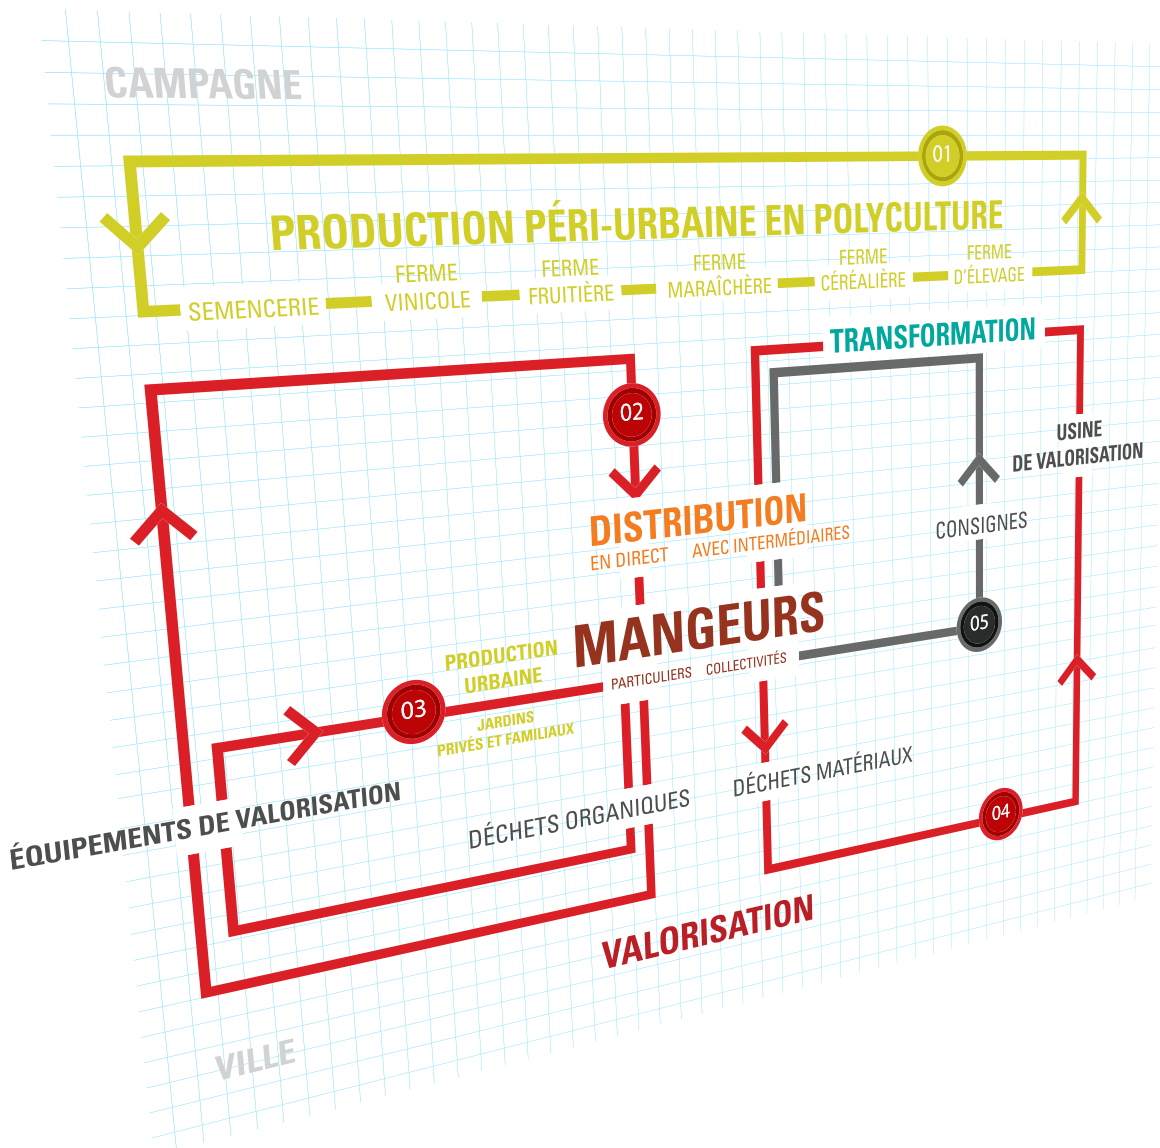 CAMPAGNE
01
PRODUCTION PÉRI-URBAINE EN POLYCULTURE
SEMENCERIE
FERME
VINICOLE
FERME
FRUITIÈRE
FERME
MARAÎCHÈRE
FERME
CÉRÉALIÈRE
FERME
D'ÉLEVAGE
TRANSFORMATION
02
USINE
DE VALORISATION
DISTRIBUTION
EN DIRECT
AVEC INTERMÉDIAIRES
CONSIGNES
05
MANGEURS
PARTICULIERS
COLLECTIVITÉS
PRODUCTION
URBAINE
03
JARDINS
PRIVÉS ET FAMILIAUX
DÉCHETS MATÉRIAUX
ÉQUIPEMENTS DE VALORISATION
DÉCHETS ORGANIQUES
04
VALORISATION
VILLE